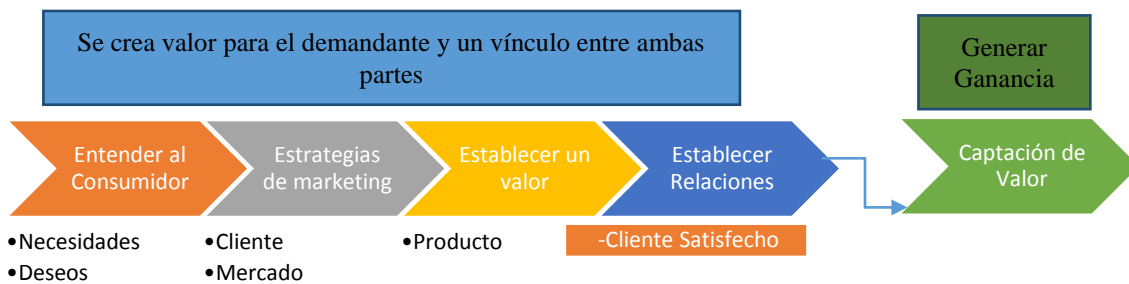 Se crea valor para el demandante y un vínculo entre ambas
partes
Generar
Ganancia
Entender al
Consumidor
Estrategias
de marketing
Establecer un
valor
Establecer
Relaciones
Captación de
Valor
•Necesidades
•Deseos
•Cliente
•Mercado
•Producto
-Cliente Satisfecho